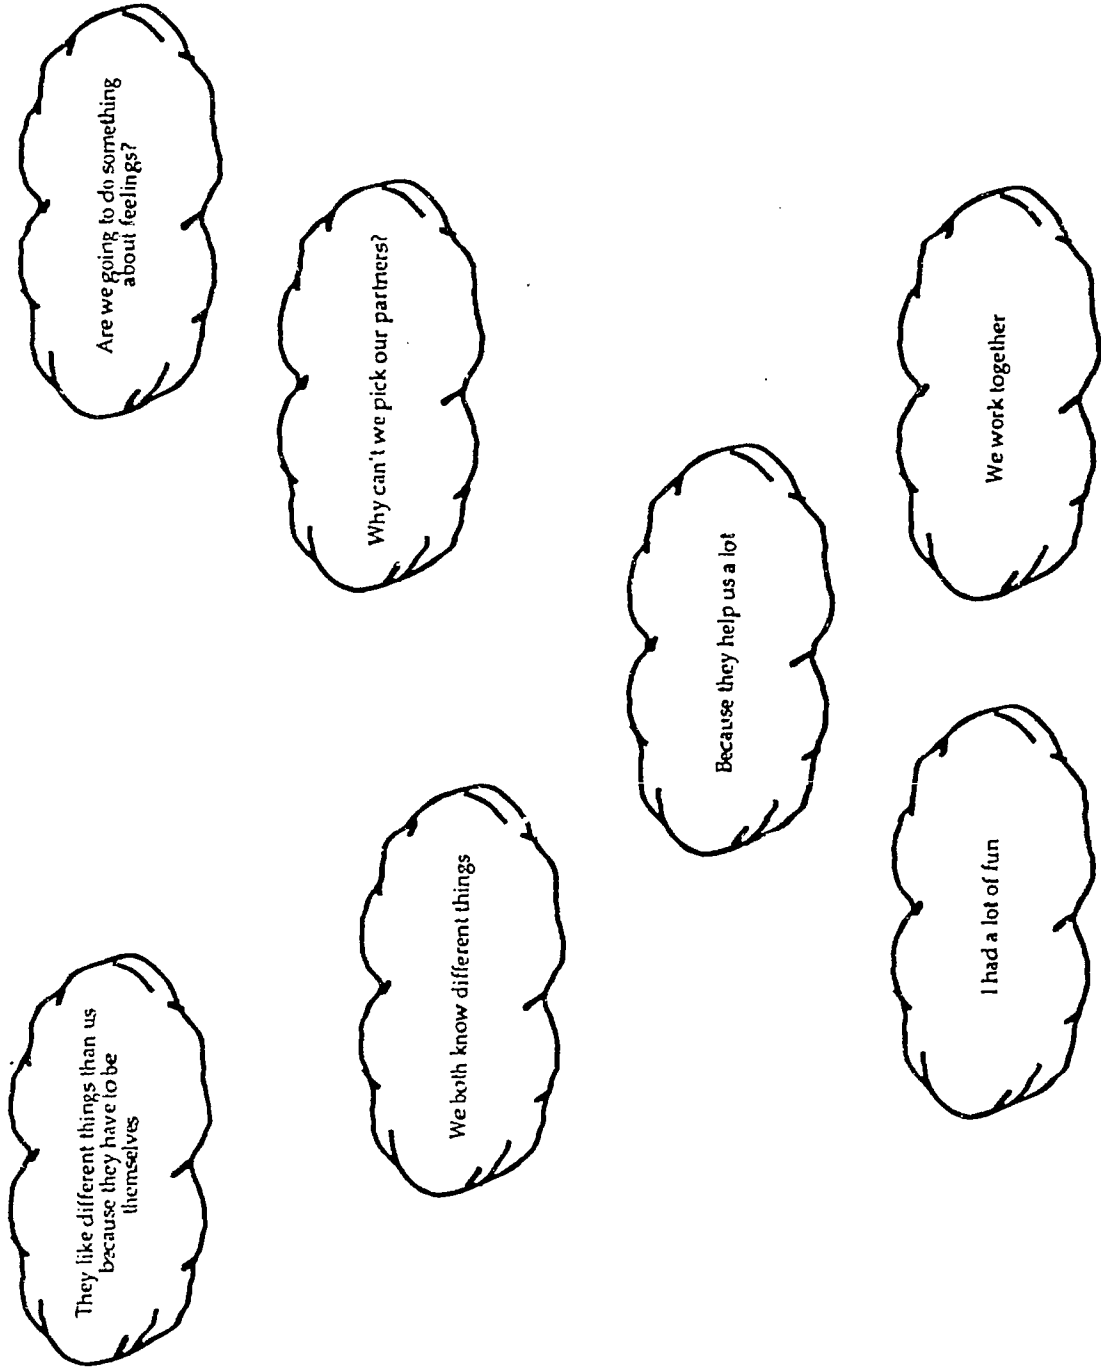 They like different things than us
because they have to be
themselves
Are we going to do something
about feelings?
Why can't we pick our partners?
We both know different things
Because they help us a lot
I had a lot of fun
We work together